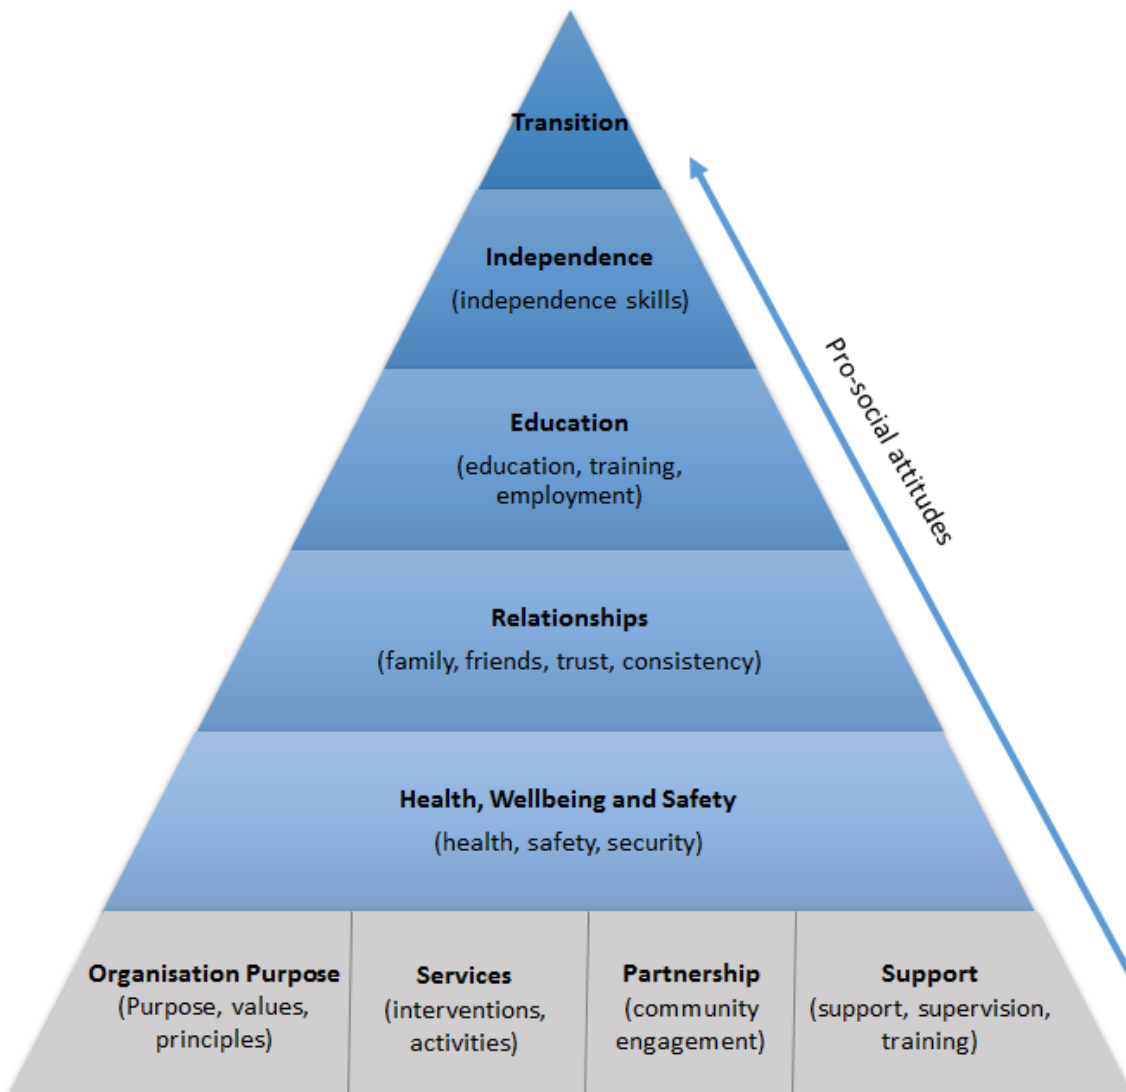 Transition
Independence
(independence skills)
Education
(education, training,
employment)
Pro-social attitudes
Relationships
(family, friends, trust, consistency)
Health, Wellbeing and Safety
(health, safety, security)
Organisation Purpose
(Purpose, values,
principles)
Services
(interventions,
activities)
Partnership
(community
engagement)
Support
(support, supervision,
training)